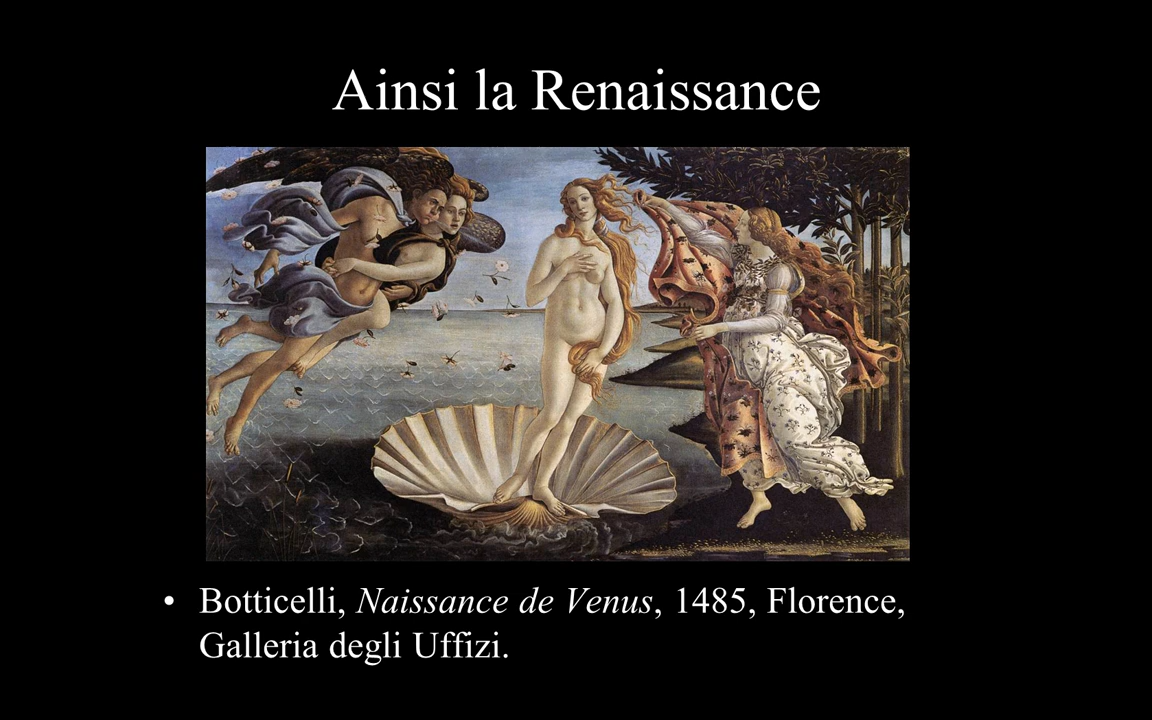 Ainsi la Renaissance
• Botticelli, Naissance de Venus, 1485, Florence,
Galleria degli Uffizi.